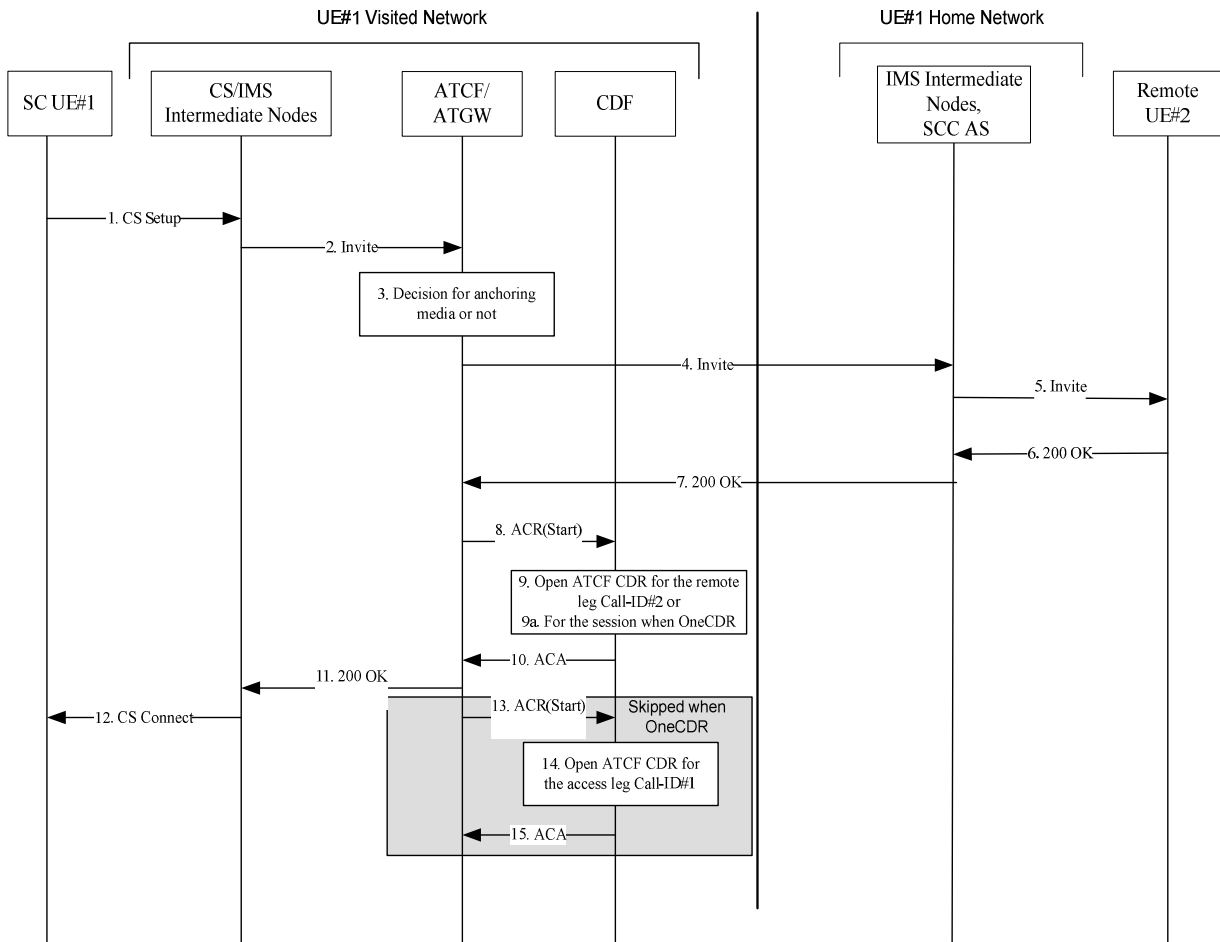 UE#1 Visited Network
UE#1 Home Network
SC UE#1
CS/IMS
Intermediate Nodes
ATCF/
ATGW
CDF
IMS Intermediate
Nodes,
SCC AS
Remote
UE#2
1. CS Setup
2. Invite
3. Decision for anchoring
media or not
4. Invite
5. Invite
6. 200 OK
7. 200 OK
8. ACR(Start)
9. Open ATCF CDR for the remote
leg Call-ID#2 or
9a. For the session when OneCDR
10. ACA
11. 200 OK
12. CS Connect
13. ACR(Start)
Skipped when
OneCDR
14. Open ATCF CDR for
the access leg Call-ID#1
15. ACA